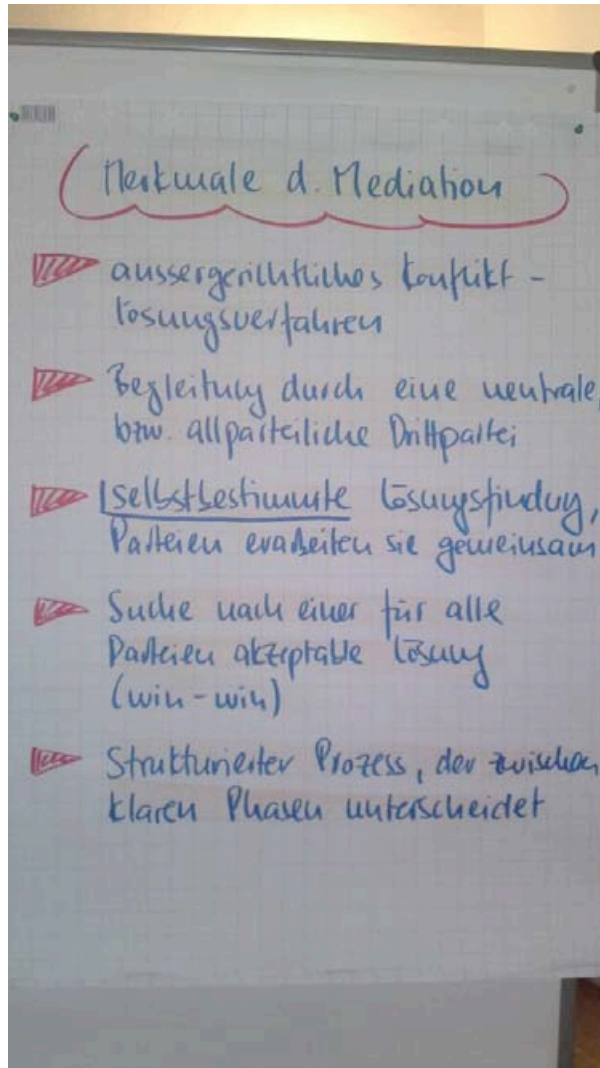 Merkmale d. Mediation
aussergerichtliches Konflikt -
lösungsverfahren
Begleitung durch eine neutrale,
bzw. allparteiliche Drittpartei
selbstbestimmte Lösungsfindung,
Parteien erarbeiten sie gemeinsam
Suche nach einer für alle
Parteien akzeptable Lösung
(win-win)
Strukturierter Prozess, der zwischen
klaren Phasen unterscheidet